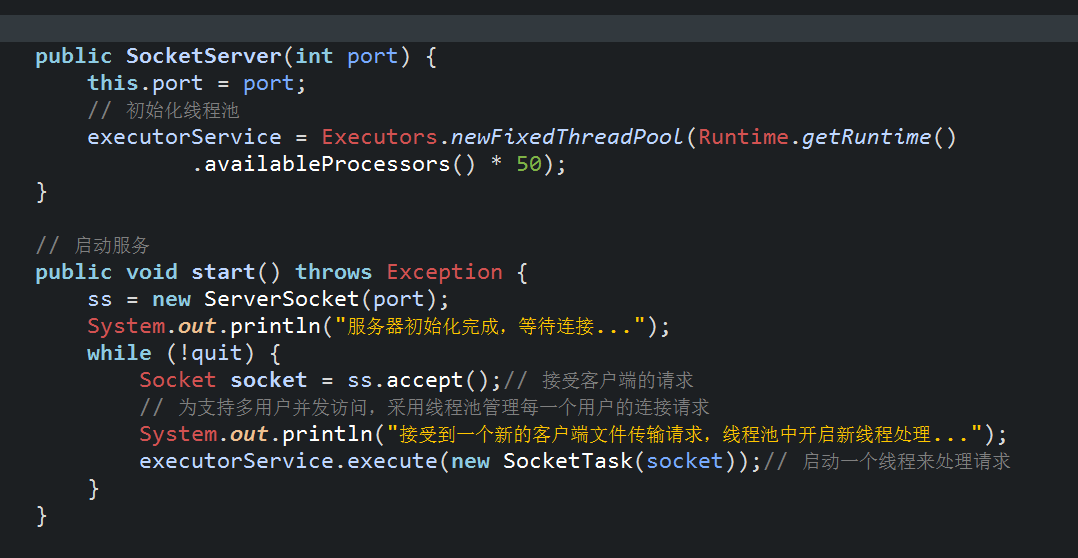 public SocketServer(int port) {
this.port = port;
// 初始化线程池
executorService = Executors.newFixedThreadPool(Runtime.getRuntime()
.availableProcessors() * 50);
}
// 启动服务
public void start() throws Exception {
ss = new ServerSocket(port);
System.out.println("服务器初始化完成，等待连接...");
while (!quit) {
Socket socket = ss.accept();// 接受客户端的请求
// 为支持多用户并发访问，采用线程池管理每一个用户的连接请求
System.out.println("接受到一个新的客户端文件传输请求，线程池中开启新线程处理...");
executorService.execute(new SocketTask(socket));// 启动一个线程来处理请求
}
}